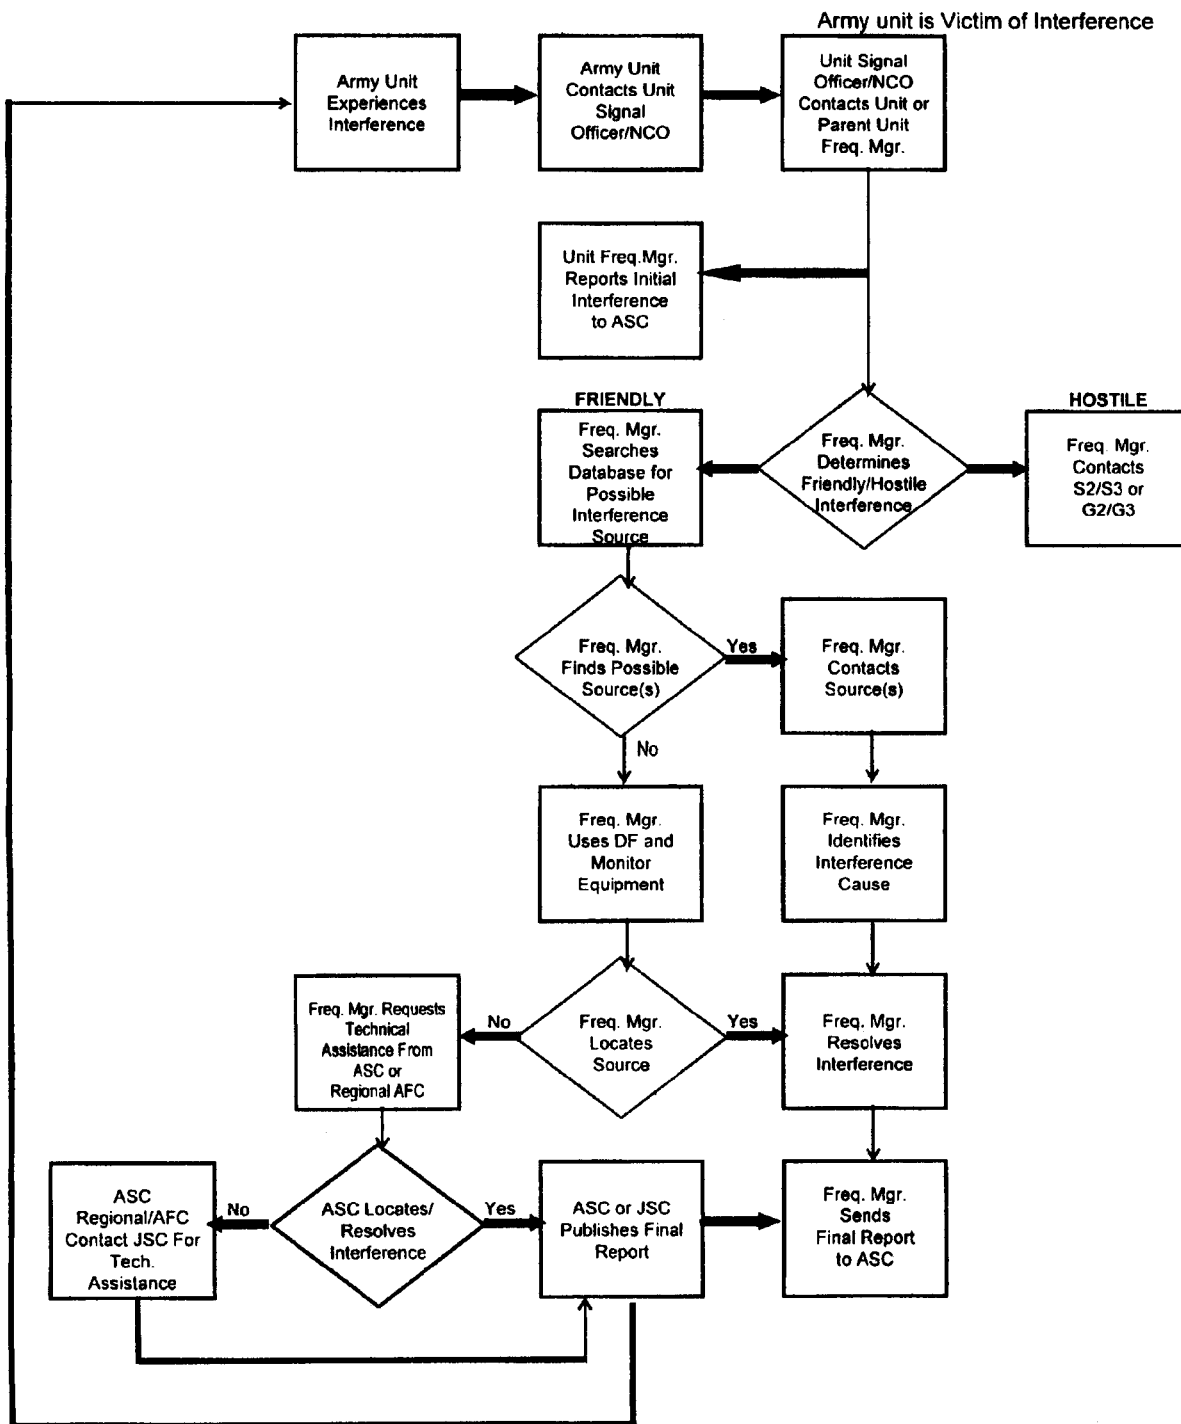 Army unit is Victim of Interference
Army Unit
Experiences
Interference
Army Unit
Contacts Unit
Signal
Officer/NCO
Unit Signal
Officer/NCO
Contacts Unit or
Parent Unit
Freq. Mgr.
Unit Freq.Mgr.
Reports Initial
Interference
to ASC
FRIENDLY
Freq. Mgr.
Searches
Database for
Possible
Interference
Source
Freq. Mgr.
Determines
Friendly/Hostile
Interference
HOSTILE
Freq. Mgr.
Contacts
S2/S3 or
G2/G3
Freq. Mgr.
Finds Possible
Source(s)
Yes
Freq. Mgr.
Contacts
Source(s)
No
Freq. Mgr.
Uses DF and
Monitor
Equipment
Freq. Mgr.
Identifies
Interference
Cause
Freq. Mgr. Requests
Technical
Assistance From
ASC or
Regional AFC
No
Freq. Mgr.
Locates
Source
Yes
Freq. Mgr.
Resolves
Interference
ASC
Regional/AFC
Contact JSC For
Tech.
Assistance
No
ASC Locates/
Resolves
Interference
Yes
ASC or JSC
Publishes Final
Report
Freq. Mgr.
Sends
Final Report
to ASC